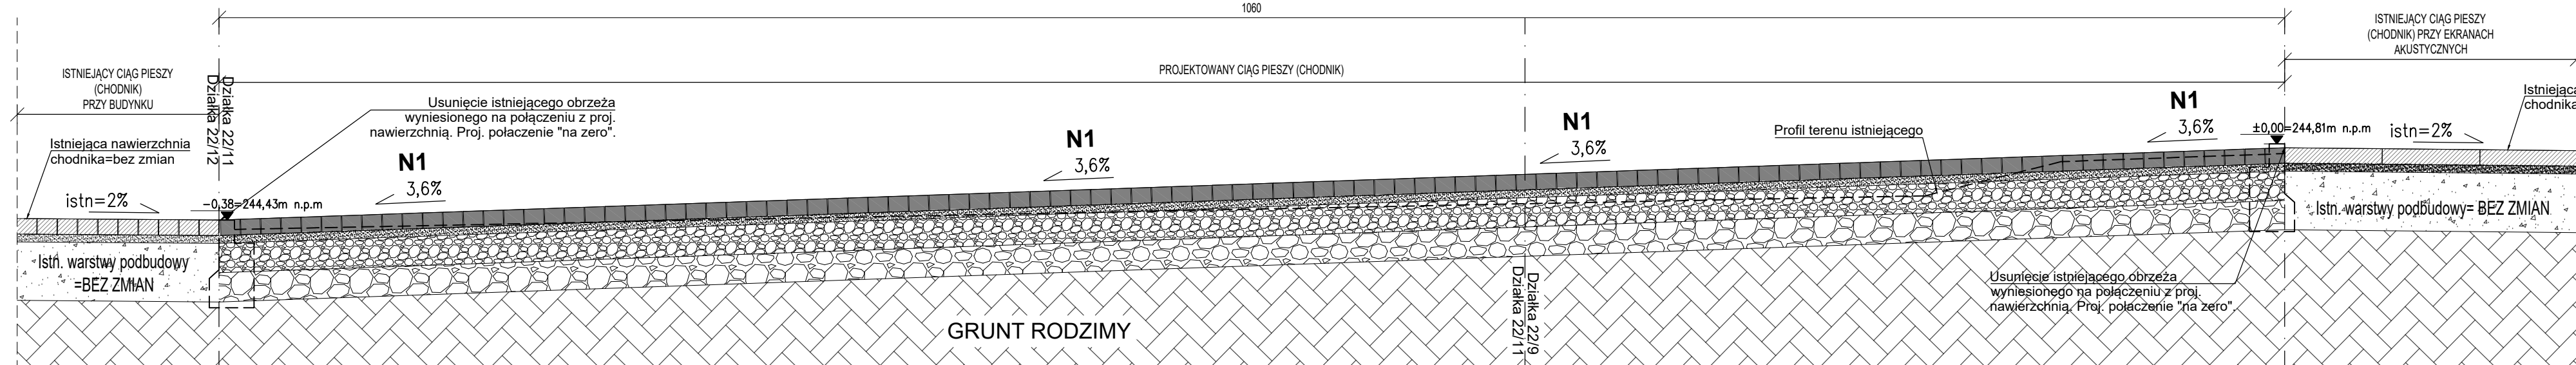 1060
ISTNIEJĄCY CIĄG PIESZY
(CHODNIK)
PRZY BUDYNKU
PROJEKTOWANY CIĄG PIESZY (CHODNIK)
ISTNIEJĄCY CIĄG PIESZY
(CHODNIK) PRZY EKRANACH
AKUSTYCZNYCH
Działka 22/12
Działka 22/11
Usunięcie istniejącego obrzeża
wyniesionego na połączeniu z proj.
nawierzchnią. Proj. połaczenie "na zero".
Istniejąca nawierzchnia
chodnika=bez zmian
istn=2%
-0,38=244,43m n.p.m
N1
3,6%
N1
3,6%
N1
3,6%
Profil terenu istniejącego
N1
3,6%
±0,00=244,81m n.p.m
istn=2%
Istniejąca
chodnika
Istn. warstwy podbudowy
=BEZ ZMIAN
Istn. warstwy podbudowy= BEZ ZMIAN
Działka 22/11
Działka 22/9
Usunięcie istniejącego obrzeża
wyniesionego na połączeniu z proj.
nawierzchnią. Proj. połaczenie "na zero".
GRUNT RODZIMY